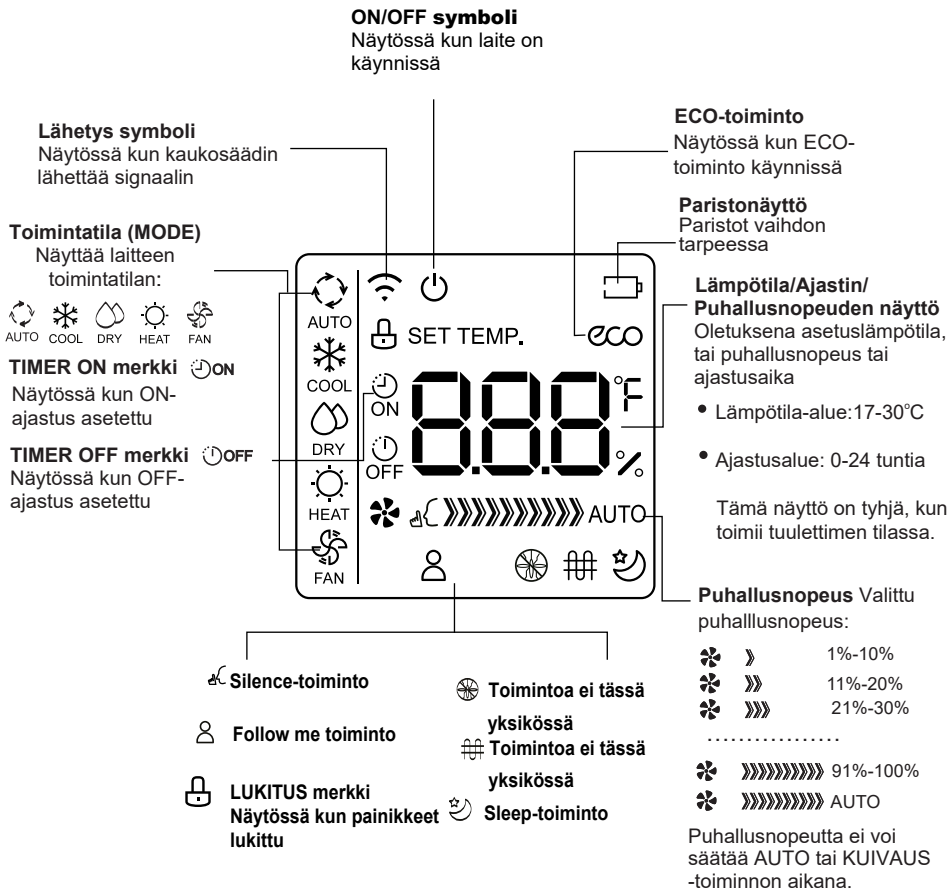 ON/OFF symboli
Näytössä kun laite on
käynnissä
Lähetys symboli
Näytössä kun kaukosäädin
lähettää signaalin
ECO-toiminto
Näytössä kun ECO-
toiminto käynnissä
Paristonäyttö
Paristot vaihdon
tarpeessa
Toimintatila (MODE)
Näyttää laitteen
toimintatilan:
AUTO COOL DRY HEAT FAN
TIMER ON merkki ON
Näytössä kun ON-
ajastus asetettu
TIMER OFF merkki OFF
Näytössä kun OFF-
ajastus asetettu
AUTO
COOL
DRY
HEAT
FAN
SET TEMP.
eco
ON
OFF
8.8.8
°F
%
AUTO
Lämpötila/Ajastin/
Puhallusnopeuden näyttö
Oletuksena asetuslämpötila,
tai puhallusnopeus tai
ajastusaika
• Lämpötila-alue:17-30°C
• Ajastusalue: 0-24 tuntia
Tämä näyttö on tyhjä, kun
toimii tuulettimen tilassa.
Puhallusnopeus Valittu
puhalllusnopeus:
1%-10%
11%-20%
21%-30%
.................
91%-100%
AUTO
Puhallusnopeutta ei voi
säätää AUTO tai KUIVAUS
-toiminnon aikana.
Silence-toiminto
Follow me toiminto
LUKITUS merkki
Näytössä kun painikkeet
lukittu
Toimintoa ei tässä
yksikössä
Toimintoa ei tässä
yksikössä
Sleep-toiminto